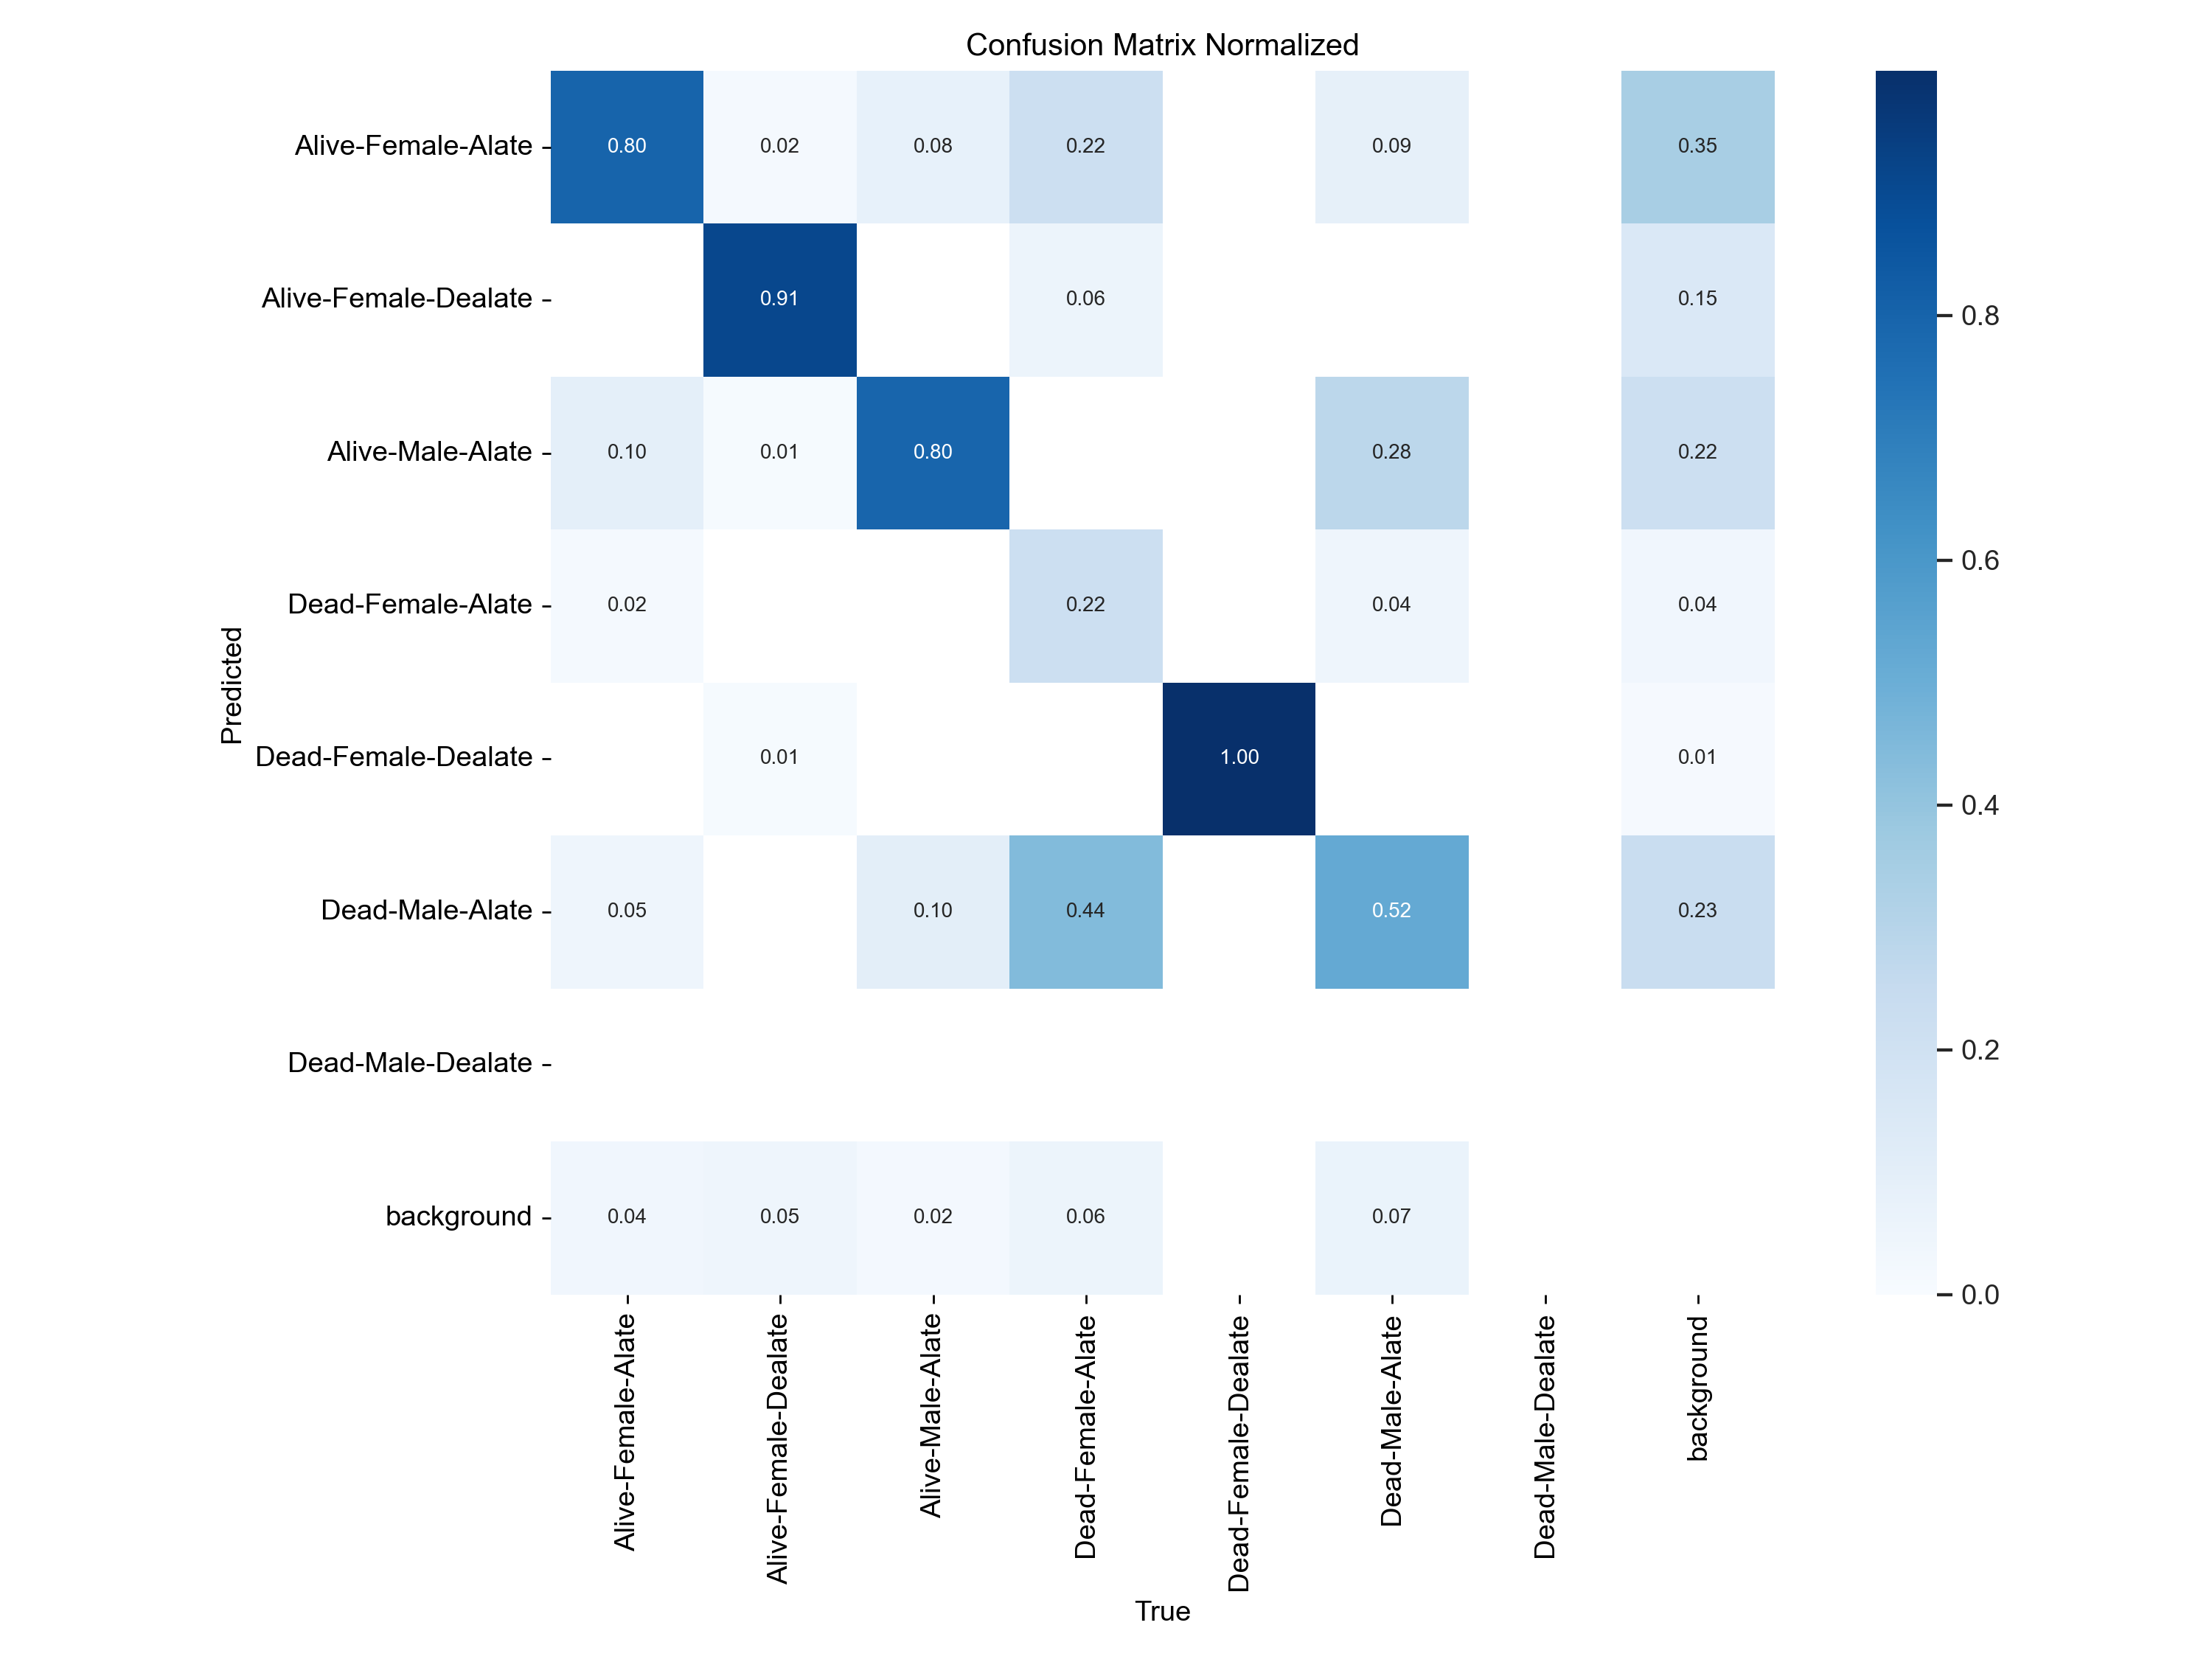 Confusion Matrix Normalized
Predicted
Alive-Female-Alate 0.80 0.02 0.08 0.22 0.09 0.35
Alive-Female-Dealate 0.91 0.06 0.15
Alive-Male-Alate 0.10 0.01 0.80 0.28 0.22
Dead-Female-Alate 0.02 0.22 0.04 0.04
Dead-Female-Dealate 0.01 1.00 0.01
Dead-Male-Alate 0.05 0.10 0.44 0.52 0.23
Dead-Male-Dealate
background 0.04 0.05 0.02 0.06 0.07
Alive-Female-Alate
Alive-Female-Dealate
Alive-Male-Alate
Dead-Female-Alate
Dead-Female-Dealate
Dead-Male-Alate
Dead-Male-Dealate
background
True
0.8
0.6
0.4
0.2
0.0